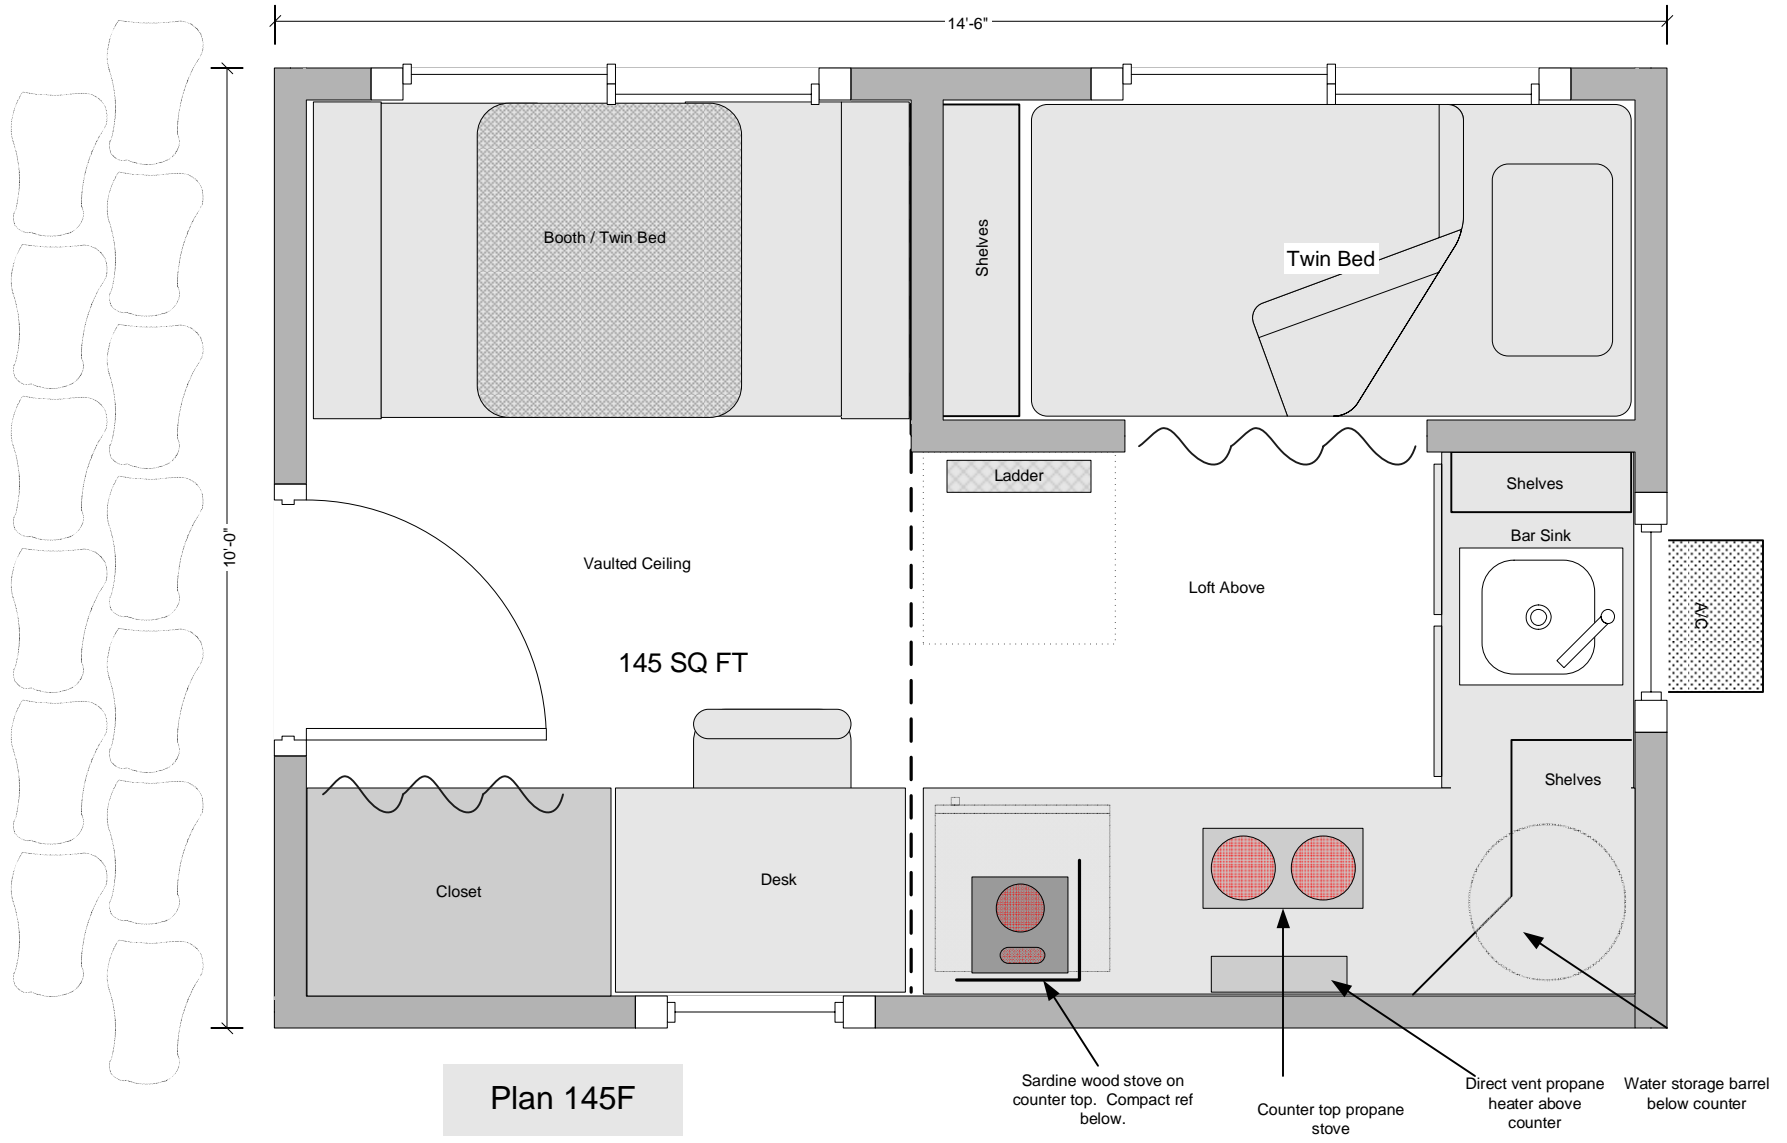 14'-6"
Booth / Twin Bed
Shelves
Twin Bed
Ladder
Shelves
10'-0"
Bar Sink
Vaulted Ceiling
Loft Above
A/C
145 SQ FT
Shelves
Closet
Desk
Plan 145F
Sardine wood stove on
counter top.  Compact ref
below.
Counter top propane
stove
Direct vent propane
heater above
counter
Water storage barrel
below counter